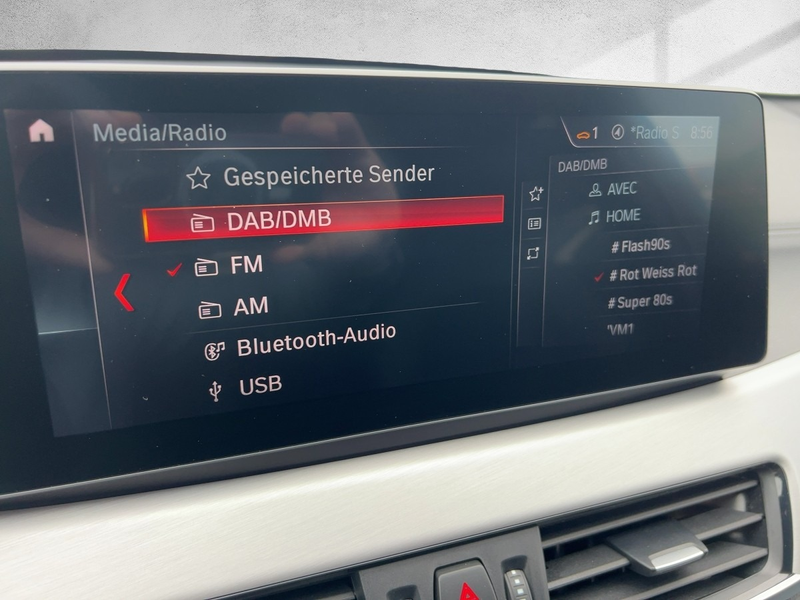 Media/Radio
1 *Radio S 8:56
Gespeicherte Sender
DAB/DMB
FM
AM
Bluetooth-Audio
USB
DAB/DMB
AVEC
HOME
# Flash90s
# Rot Weiss Rot
# Super 80s
'VM1